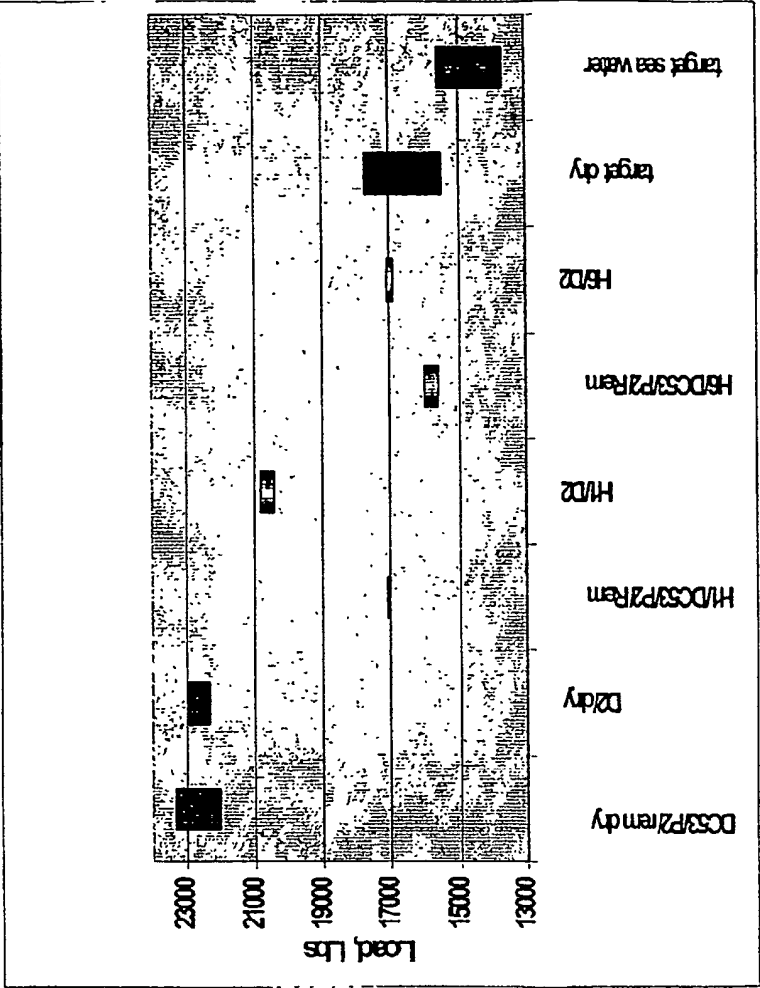 Load, Lbs
23000
21000
19000
17000
15000
13000
DC53/P2/rem dry
D2/dry
H1/DC53/P2/Rem
H1/D2
H6/DC53/P2/Rem
H6/D2
target dry
target sea water